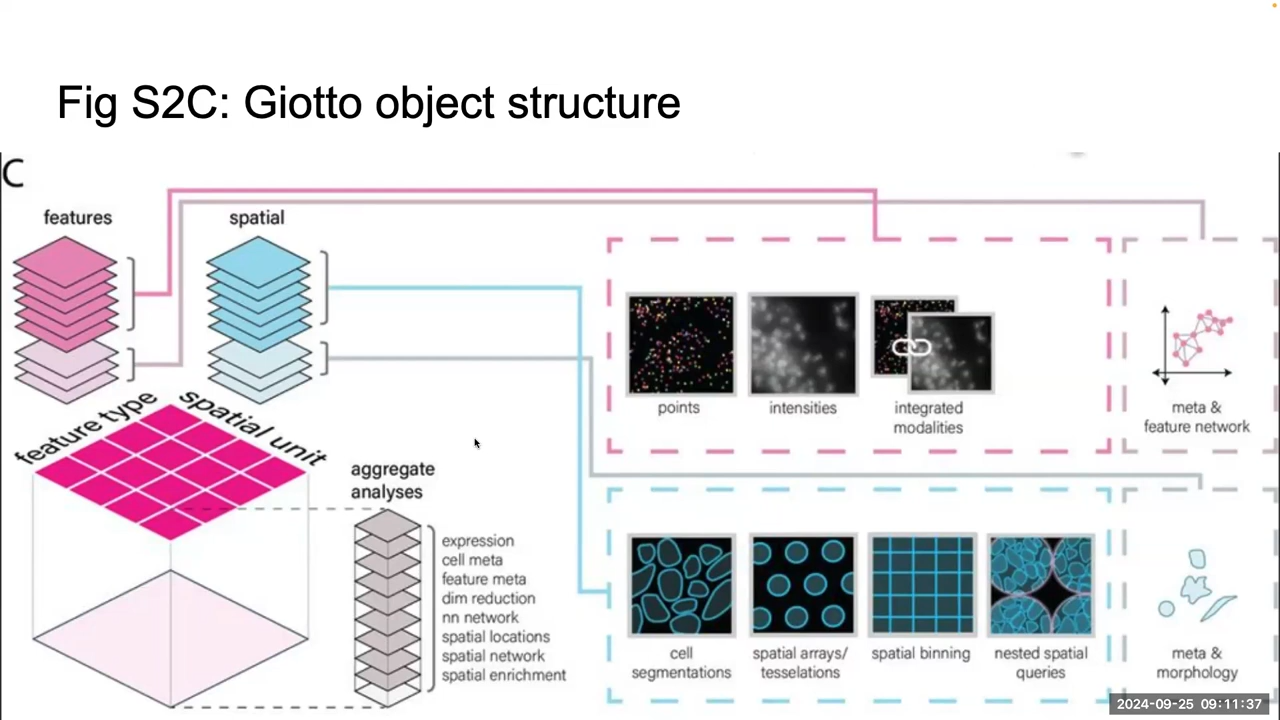 Fig S2C: Giotto object structure
C
features
spatial
feature type
spatial unit
aggregate
analyses
expression
cell meta
feature meta
dim reduction
nn network
spatial locations
spatial network
spatial enrichment
points
intensities
integrated
modalities
meta &
feature network
cell
segmentations
spatial arrays/
tesselations
spatial binning
nested spatial
queries
meta &
morphology
2024-09-25 09:11:37